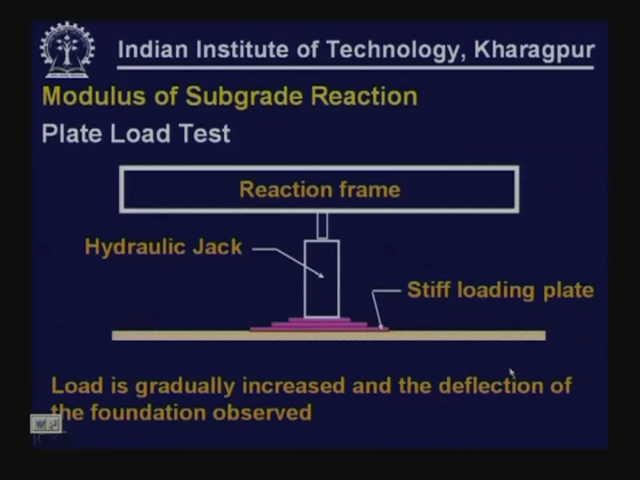 Indian Institute of Technology, Kharagpur
Modulus of Subgrade Reaction
Plate Load Test
Reaction frame
Hydraulic Jack
Stiff loading plate
Load is gradually increased and the deflection of
the foundation observed